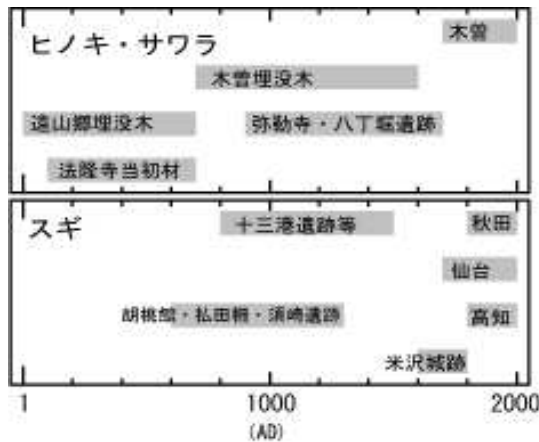 ヒノキ・サワラ
木曽
木曽埋没木
遠山郷埋没木
弥勒寺・八丁堀遺跡
法隆寺当初材
スギ
十三湊遺跡等
秋田
仙台
胡桃館・払田柵・須崎遺跡
高知
米沢城跡
1
1000
2000
(AD)